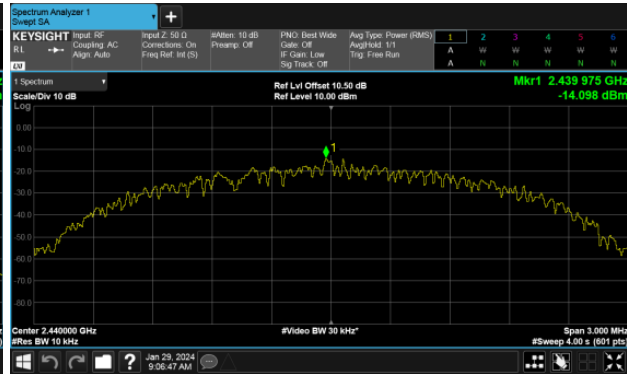 Spectrum Analyzer 1
Swept SA
+
KEYSIGHT
RL
LXI
Input: RF
Coupling: AC
Align: Auto
Input Z: 50 Ω
Corrections: On
Freq Ref: Int (S)
#Atten: 10 dB
Preamp: Off
PNO: Best Wide
Gate: Off
IF Gain: Low
Sig Track: Off
Avg Type: Power (RMS)
Avg|Hold: 1/1
Trig: Free Run
1 2 3 4 5 6
A W W W W W
A N N N N N
1 Spectrum
Scale/Div 10 dB
Ref Lvl Offset 10.50 dB
Ref Level 10.00 dBm
Mkr1 2.439 975 GHz
-14.098 dBm
Log
0.00
-10.0
-20.0
-30.0
-40.0
-50.0
-60.0
-70.0
-80.0
1
Center 2.440000 GHz
#Res BW 10 kHz
#Video BW 30 kHz*
Span 3.000 MHz
#Sweep 4.00 s (601 pts)
?
Jan 29, 2024
9:06:47 AM